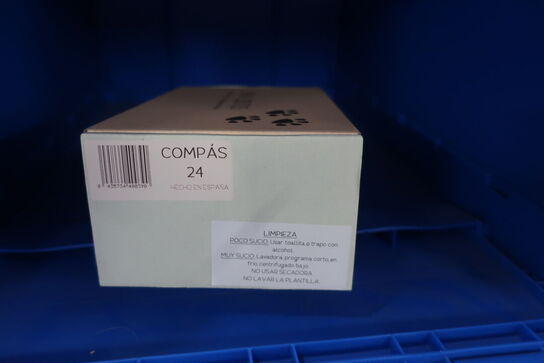 COMPÁS
24
HECHO EN ESPAÑA
LIMPIEZA
POCO SUCIO: Usar toallita o trapo con
alcohol.
MUY SUCIO: Lavadora, programa corto, en
frío, centrifugado bajo.
NO USAR SECADORA
NO LAVAR LA PLANTILLA